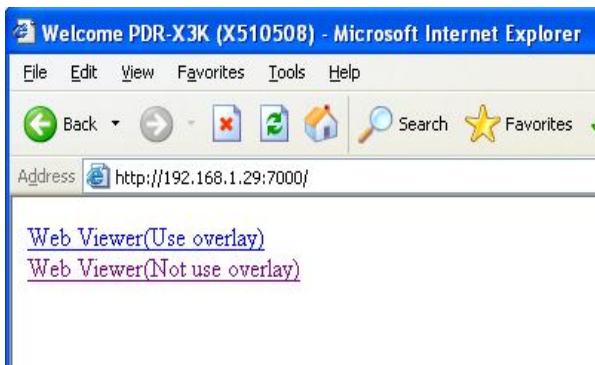 Welcome PDR-X3K (X510508) - Microsoft Internet Explorer
File Edit View Favorites Tools Help
Back Search Favorites
Address http://192.168.1.29:7000/
Web Viewer(Use overlay)
Web Viewer(Not use overlay)